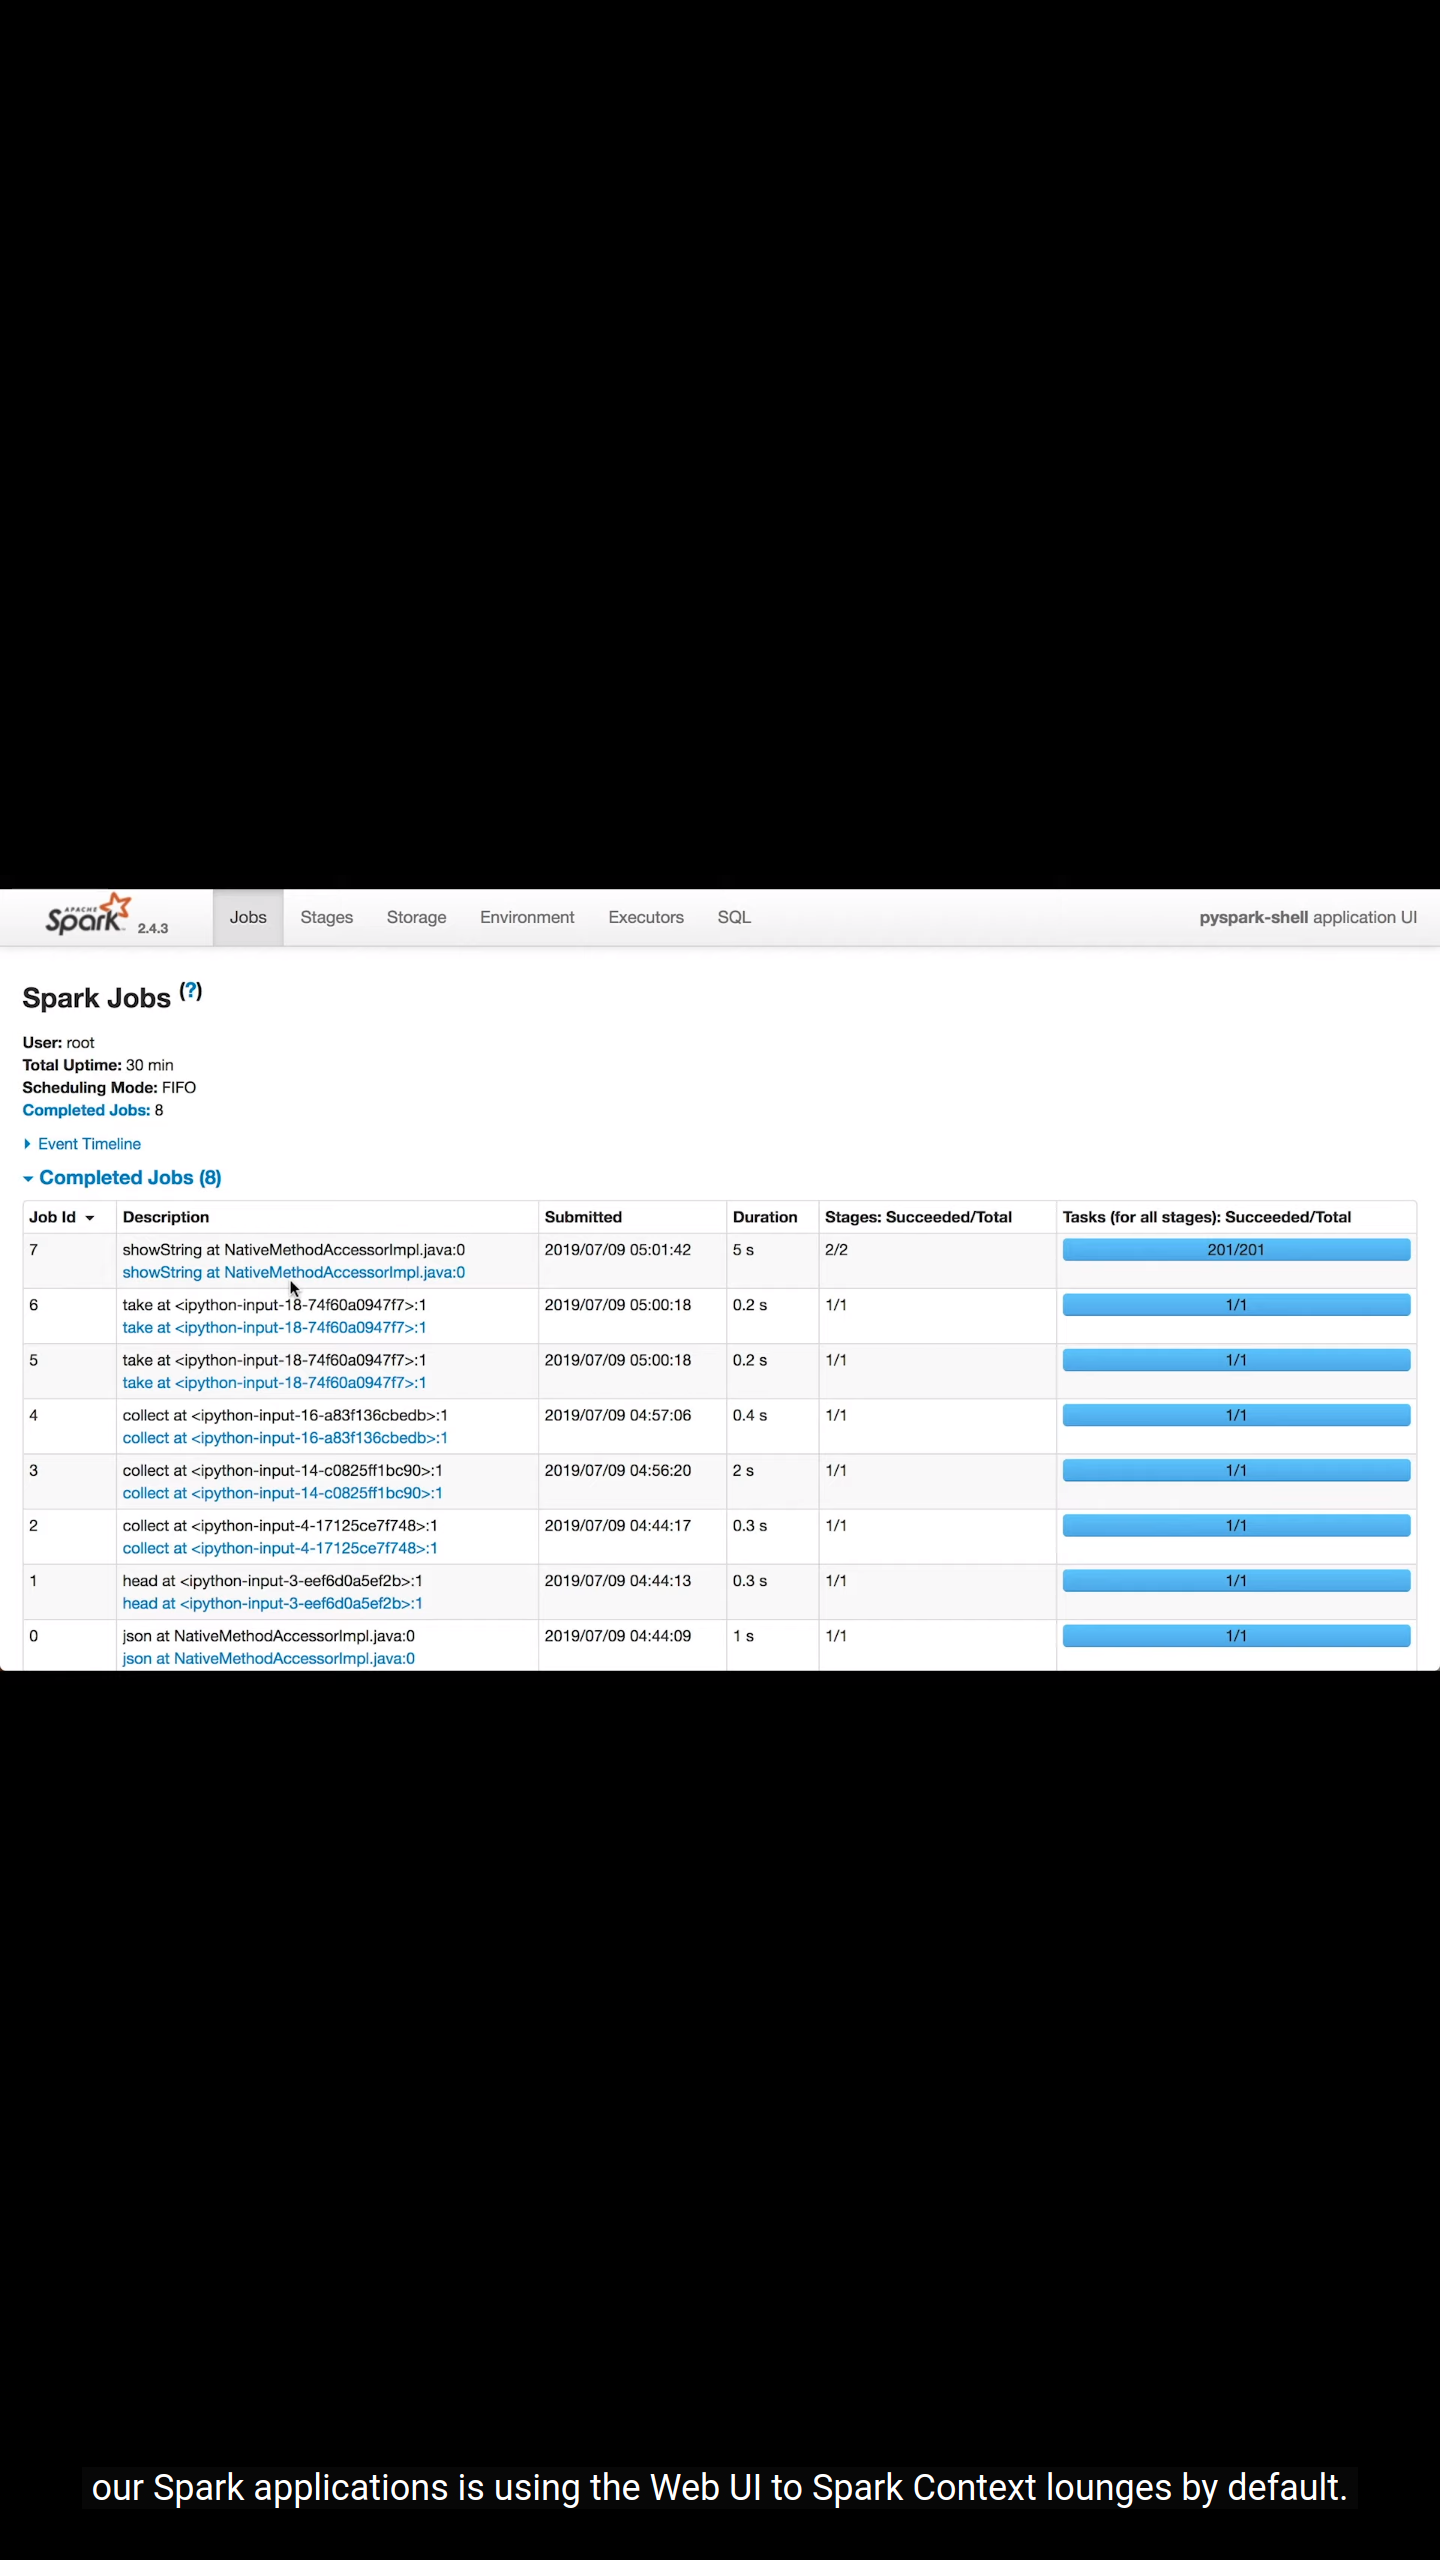 APACHE Spark 2.4.3 Jobs Stages Storage Environment Executors SQL pyspark-shell application UI
Spark Jobs (?)
User: root
Total Uptime: 30 min
Scheduling Mode: FIFO
Completed Jobs: 8
Event Timeline
Completed Jobs (8)
Job Id Description Submitted Duration Stages: Succeeded/Total Tasks (for all stages): Succeeded/Total
7 showString at NativeMethodAccessorImpl.java:0 2019/07/09 05:01:42 5 s 2/2 201/201
showString at NativeMethodAccessorImpl.java:0
6 take at <ipython-input-18-74f60a0947f7>:1 2019/07/09 05:00:18 0.2 s 1/1 1/1
take at <ipython-input-18-74f60a0947f7>:1
5 take at <ipython-input-18-74f60a0947f7>:1 2019/07/09 05:00:18 0.2 s 1/1 1/1
take at <ipython-input-18-74f60a0947f7>:1
4 collect at <ipython-input-16-a83f136cbedb>:1 2019/07/09 04:57:06 0.4 s 1/1 1/1
collect at <ipython-input-16-a83f136cbedb>:1
3 collect at <ipython-input-14-c0825ff1bc90>:1 2019/07/09 04:56:20 2 s 1/1 1/1
collect at <ipython-input-14-c0825ff1bc90>:1
2 collect at <ipython-input-4-17125ce7f748>:1 2019/07/09 04:44:17 0.3 s 1/1 1/1
collect at <ipython-input-4-17125ce7f748>:1
1 head at <ipython-input-3-eef6d0a5ef2b>:1 2019/07/09 04:44:13 0.3 s 1/1 1/1
head at <ipython-input-3-eef6d0a5ef2b>:1
0 json at NativeMethodAccessorImpl.java:0 2019/07/09 04:44:09 1 s 1/1 1/1
json at NativeMethodAccessorImpl.java:0
our Spark applications is using the Web UI to Spark Context lounges by default.